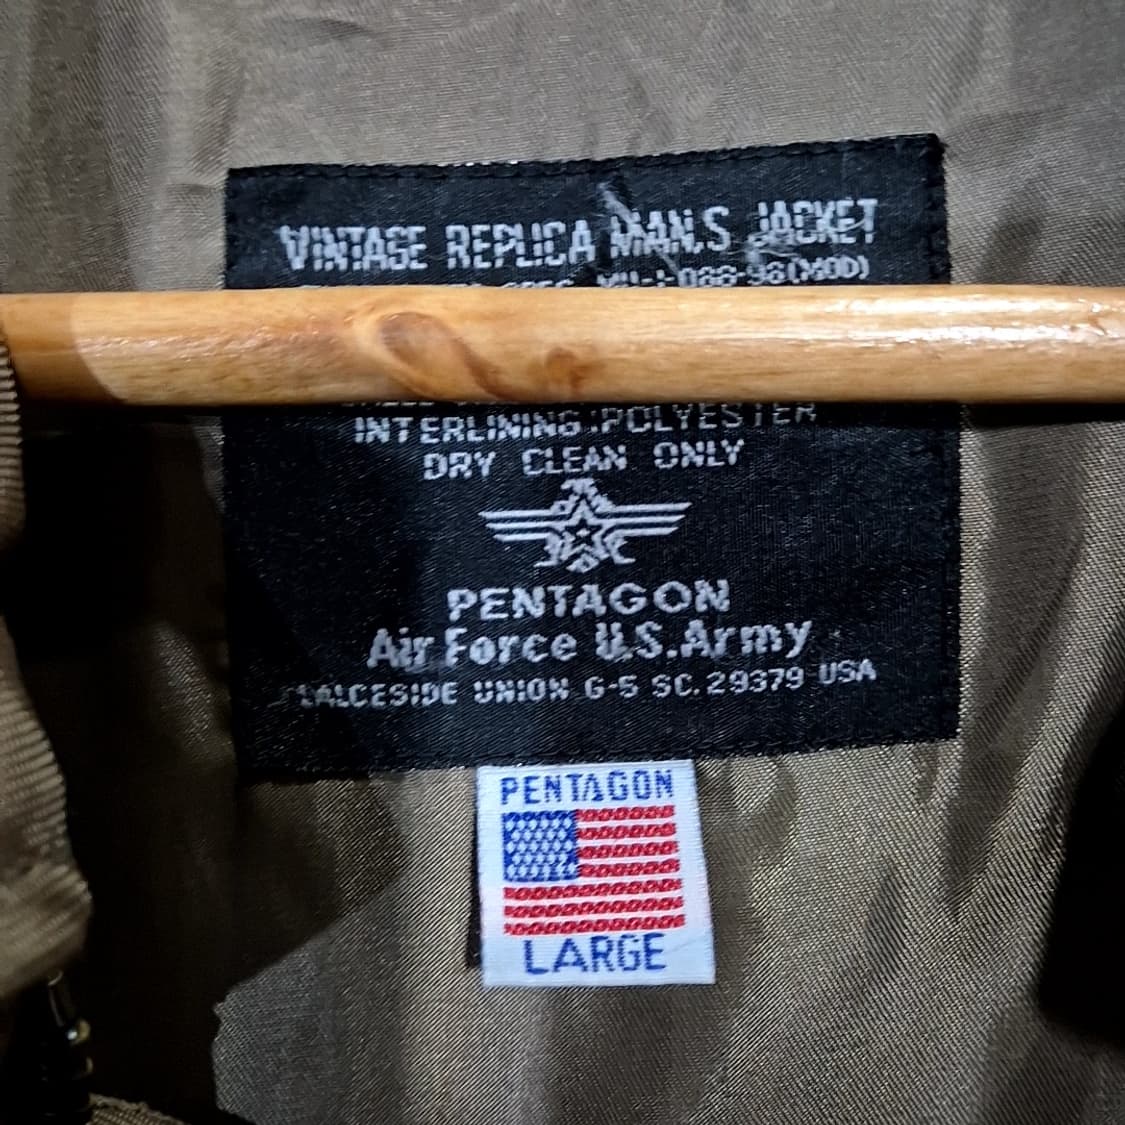 VINTAGE REPLICA MAN.S JACKET
INTERLINING:POLYESTER
DRY CLEAN ONLY
PENTAGON
Air Force U.S.Army
UNION G-5 SC.29379 USA
PENTAGON
LARGE